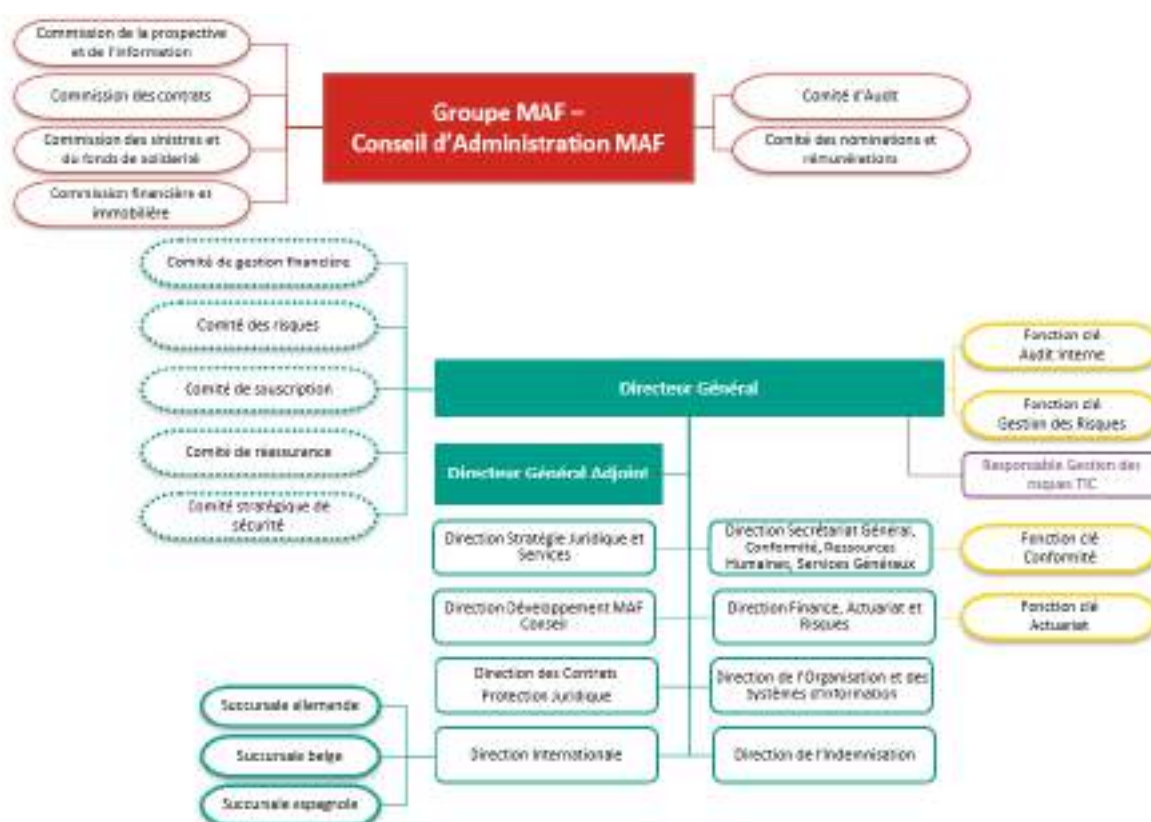 Commission de la prospective
et de l'information
Commission des contrats
Commission des sinistres et
du fonds de solidarité
Commission financière et
immobilière
Groupe MAF –
Conseil d'Administration MAF
Comité d'Audit
Comité des nominations et
rémunérations
Comité de gestion financière
Comité des risques
Comité de souscription
Comité de réassurance
Comité stratégique de
sécurité
Directeur Général
Directeur Général Adjoint
Fonction clé
Audit Interne
Fonction clé
Gestion des Risques
Responsable Gestion des
risques TIC
Direction Stratégie Juridique et
Services
Direction Secrétariat Général,
Conformité, Ressources
Humaines, Services Généraux
Fonction clé
Conformité
Direction Développement MAF
Conseil
Direction Finance, Actuariat et
Risques
Fonction clé
Actuariat
Direction des Contrats
Protection Juridique
Direction de l'Organisation et des
Systèmes d'Information
Direction Internationale
Direction de l'Indemnisation
Succursale allemande
Succursale belge
Succursale espagnole